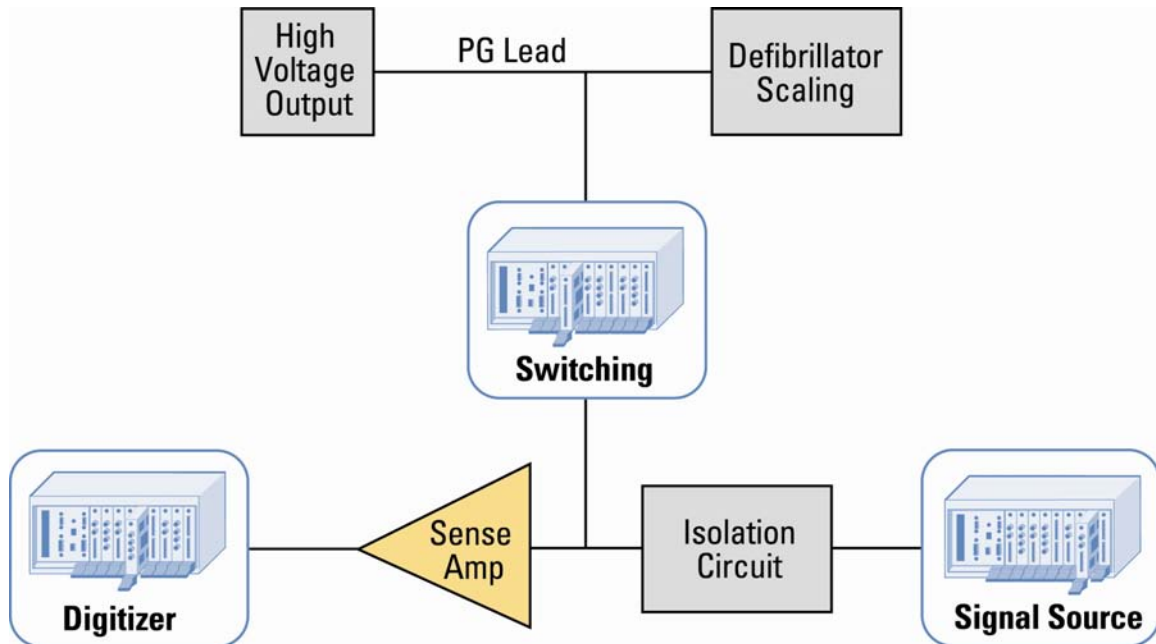 High
Voltage
Output
PG Lead
Defibrillator
Scaling
Switching
Sense
Amp
Isolation
Circuit
Digitizer
Signal Source